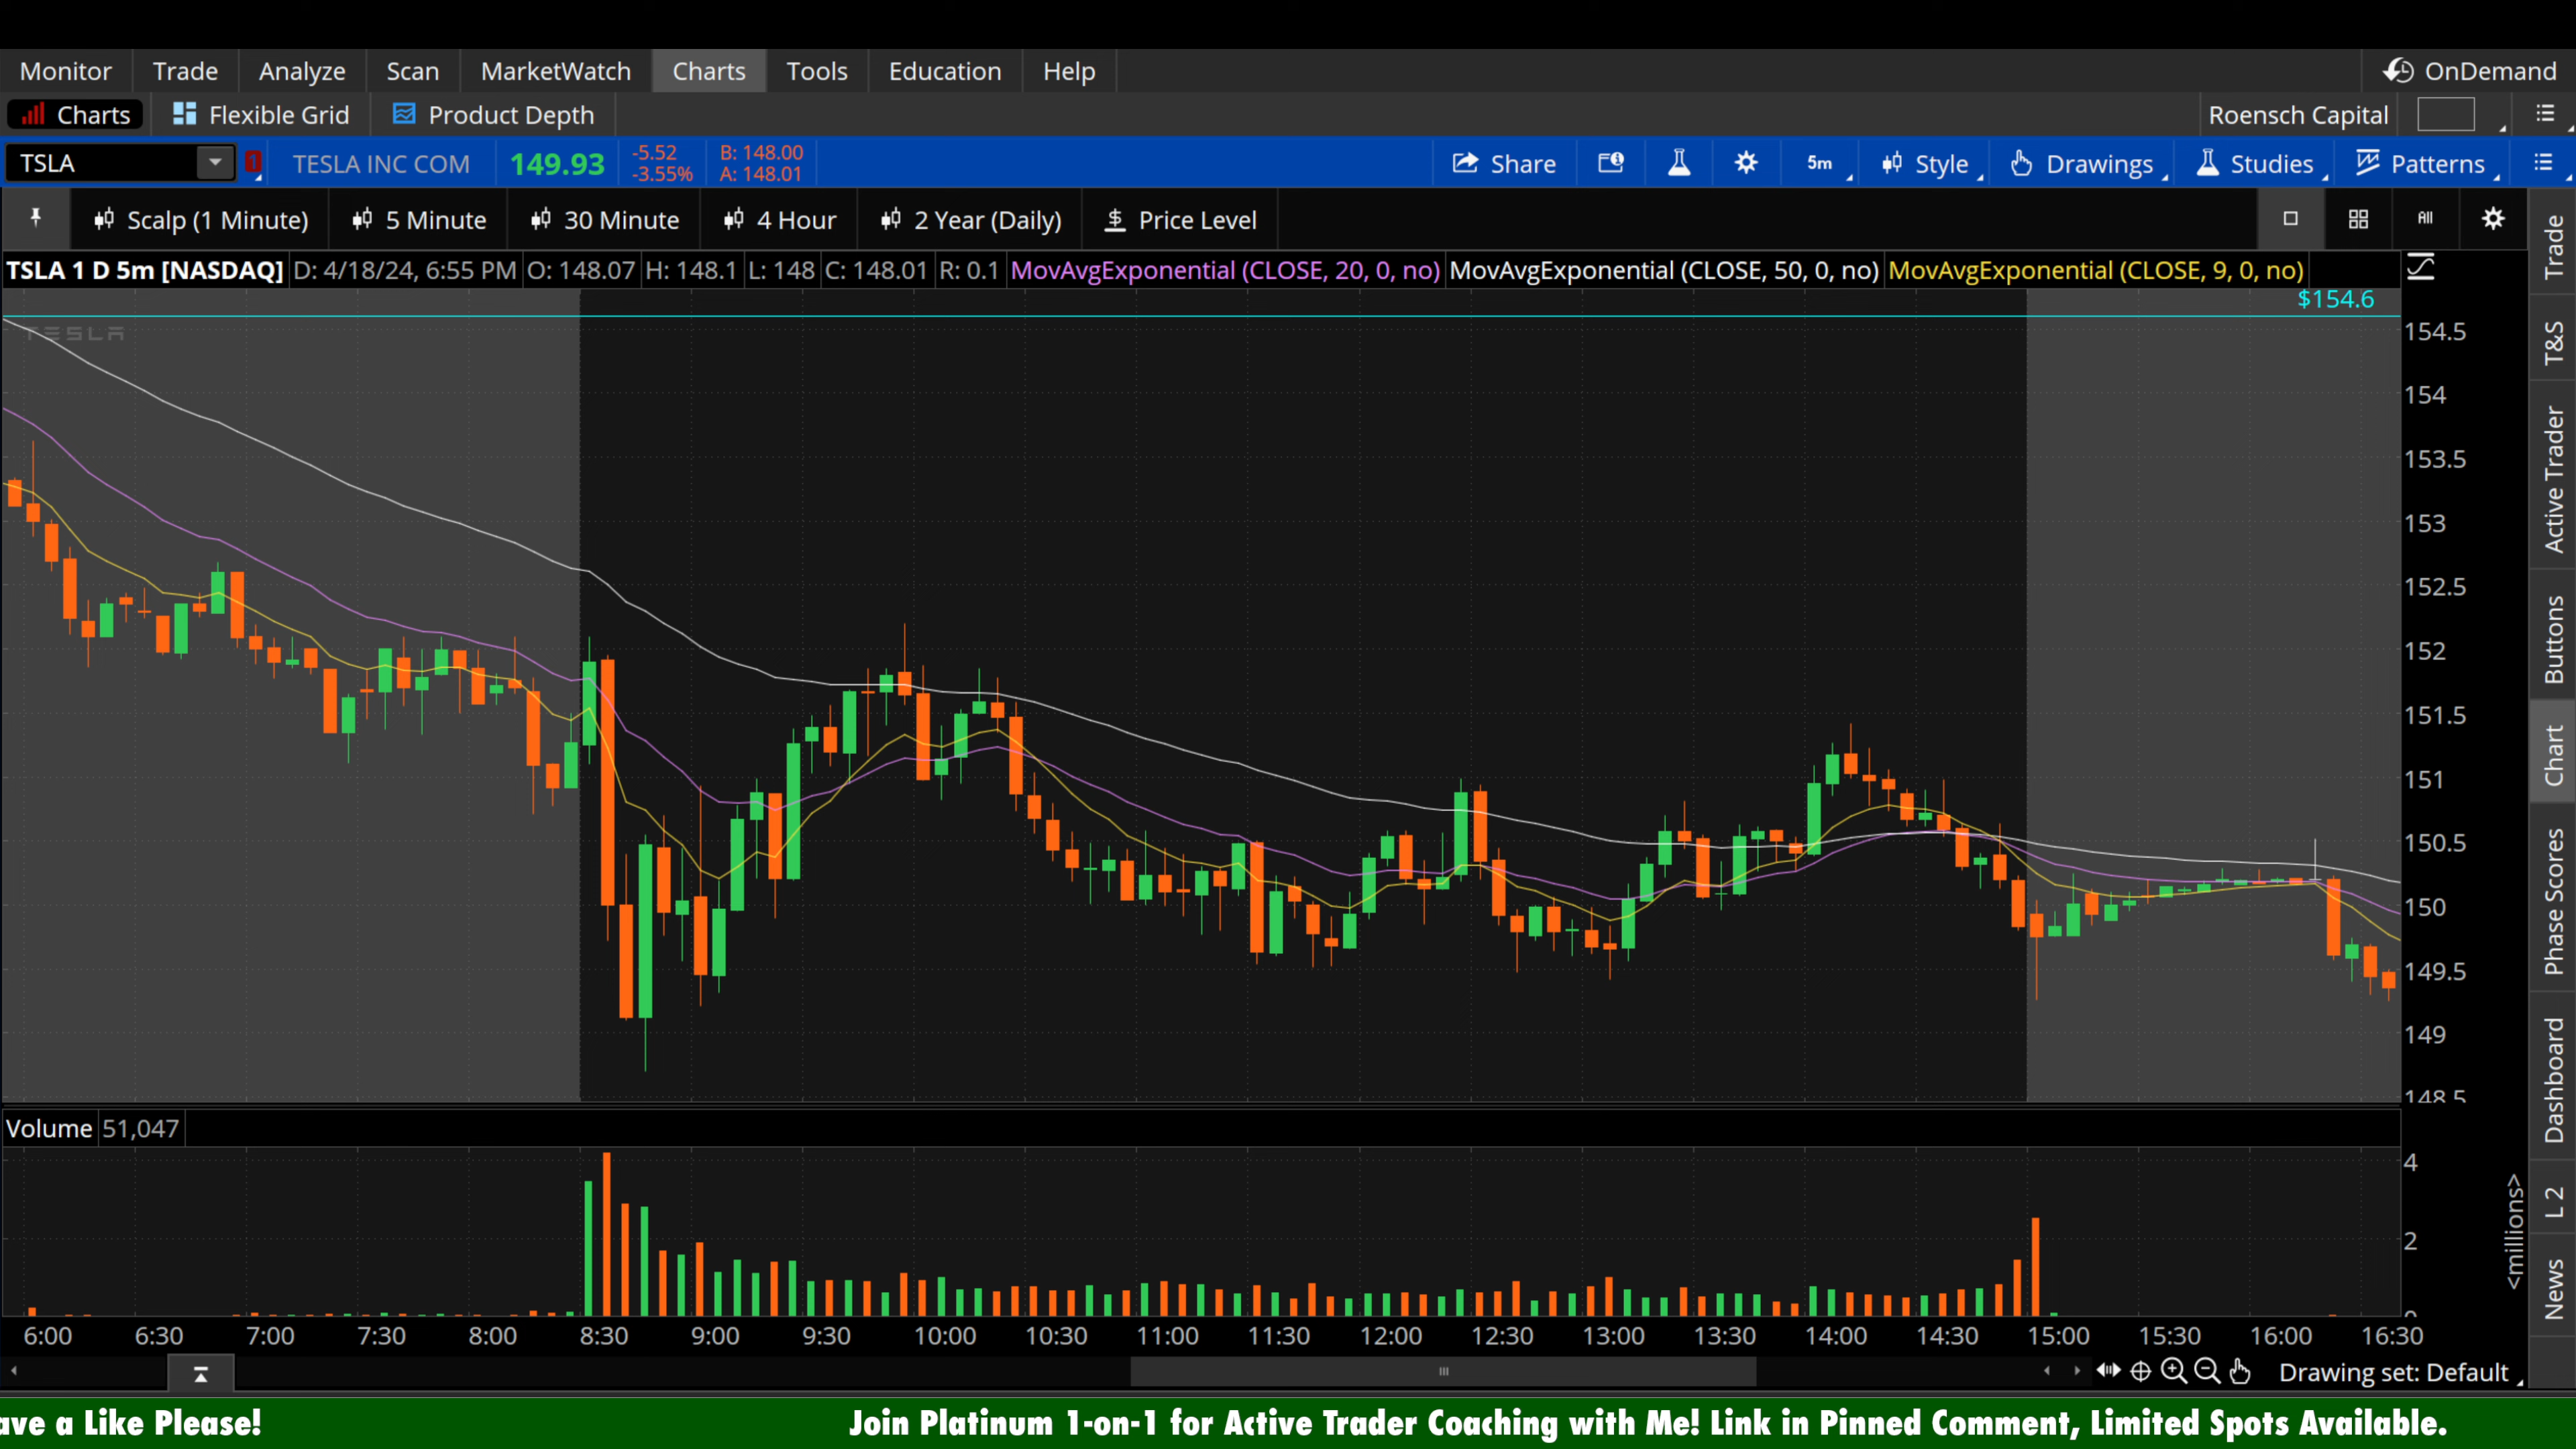 Monitor Trade Analyze Scan MarketWatch Charts Tools Education Help OnDemand
Charts Flexible Grid Product Depth Roensch Capital
TSLA 1 TESLA INC COM 149.93 -5.52 B: 148.00 Share 5m Style Drawings Studies Patterns
-3.55% A: 148.01
Scalp (1 Minute) 5 Minute 30 Minute 4 Hour 2 Year (Daily) $ Price Level All
TSLA 1 D 5m [NASDAQ] D: 4/18/24, 6:55 PM O: 148.07 H: 148.1 L: 148 C: 148.01 R: 0.1 MovAvgExponential (CLOSE, 20, 0, no) MovAvgExponential (CLOSE, 50, 0, no) MovAvgExponential (CLOSE, 9, 0, no)
$154.6
TESLA
154.5
154
153.5
153
152.5
152
151.5
151
150.5
150
149.5
149
148.5
Volume 51,047
4
2
0
<millions>
6:00 6:30 7:00 7:30 8:00 8:30 9:00 9:30 10:00 10:30 11:00 11:30 12:00 12:30 13:00 13:30 14:00 14:30 15:00 15:30 16:00 16:30
Drawing set: Default
Trade
T&S
Active Trader
Buttons
Chart
Phase Scores
Dashboard
L 2
News
ave a Like Please! Join Platinum 1-on-1 for Active Trader Coaching with Me! Link in Pinned Comment, Limited Spots Available.